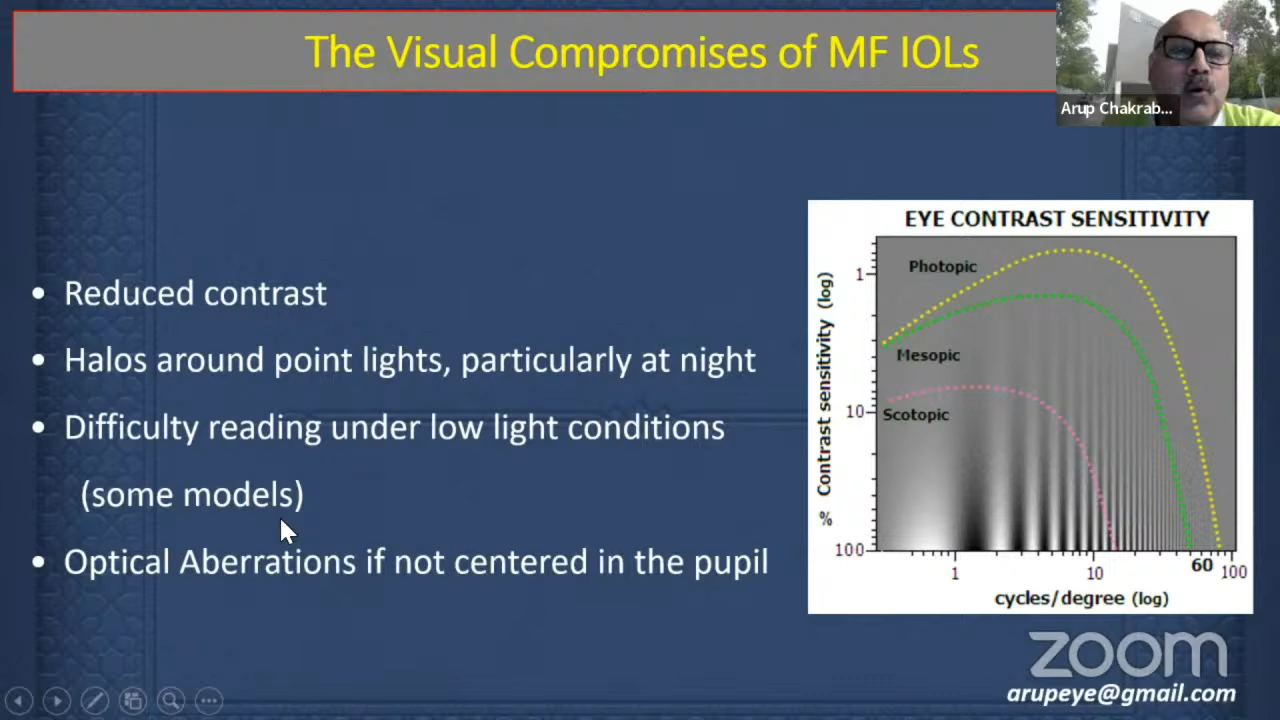 The Visual Compromises of MF IOLs
Arup Chakrab...
• Reduced contrast
• Halos around point lights, particularly at night
• Difficulty reading under low light conditions
(some models)
• Optical Aberrations if not centered in the pupil
EYE CONTRAST SENSITIVITY
% Contrast sensitivity (log)
1
10
100
Photopic
Mesopic
Scotopic
1
10
60
100
cycles/degree (log)
zoom
arupeye@gmail.com